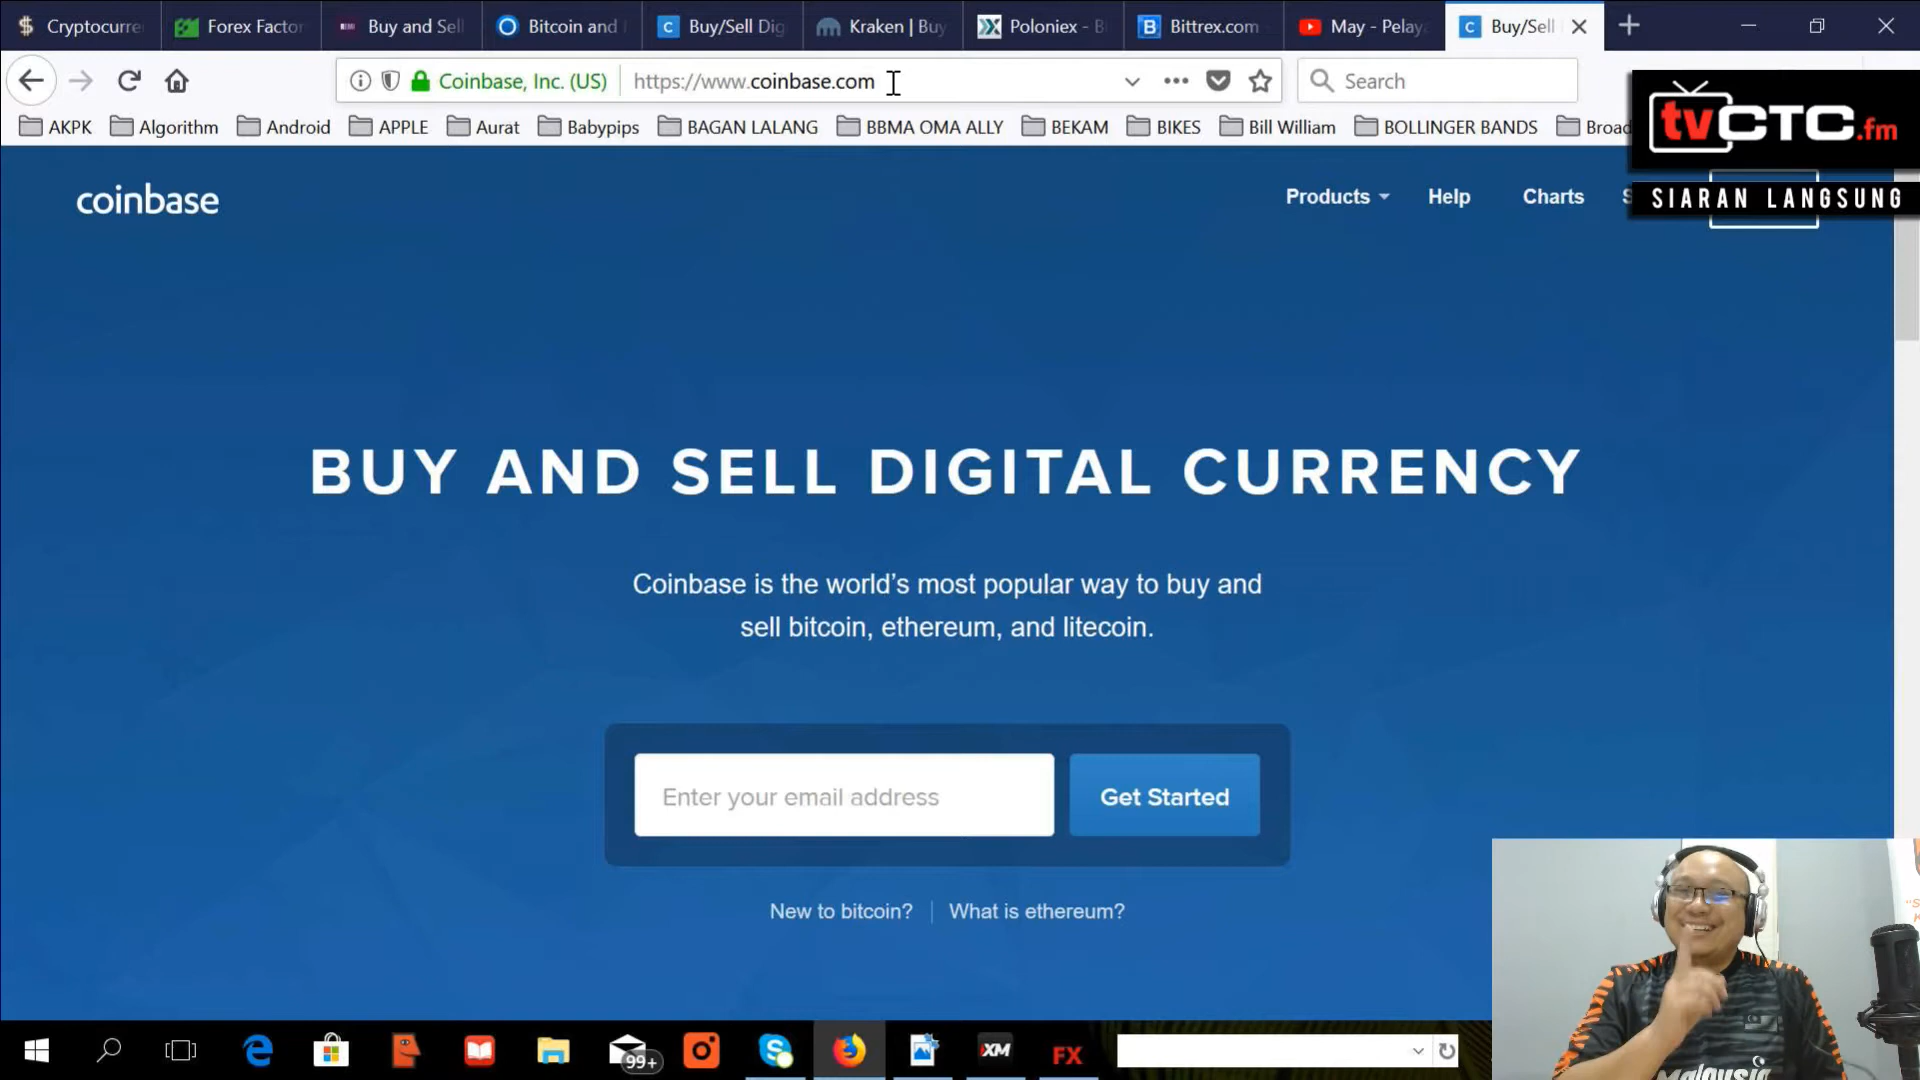 Cryptocurre
Forex Facto
Buy and Sell
Bitcoin and
Buy/Sell Dig
Kraken | Buy
Poloniex - B
Bittrex.com
May - Pelaya
Buy/Sell
Coinbase, Inc. (US)
https://www.coinbase.com
Search
AKPK
Algorithm
Android
APPLE
Aurat
Babypips
BAGAN LALANG
BBMA OMA ALLY
BEKAM
BIKES
Bill William
BOLLINGER BANDS
Broad
tvCTC.fm
SIARAN LANGSUNG
coinbase
Products
Help
Charts
BUY AND SELL DIGITAL CURRENCY
Coinbase is the world's most popular way to buy and
sell bitcoin, ethereum, and litecoin.
Enter your email address
Get Started
New to bitcoin?
What is ethereum?
99+
XM
FX
Malaysia